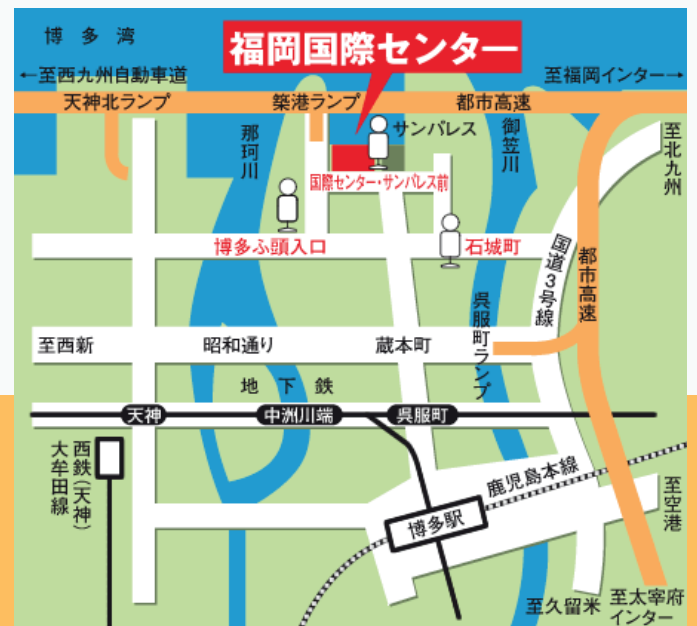 博多湾
福岡国際センター
←至西九州自動車道
至福岡インター→
天神北ランプ
築港ランプ
都市高速
那珂川
サンパレス
御笠川
至北九州
国際センター・サンパレス前
博多ふ頭入口
石城町
国道3号線
都市高速
呉服町ランプ
至西新
昭和通り
蔵本町
地下鉄
天神
中洲川端
呉服町
西鉄(天神)
大牟田線
鹿児島本線
博多駅
至空港
至久留米
至太宰府
インター